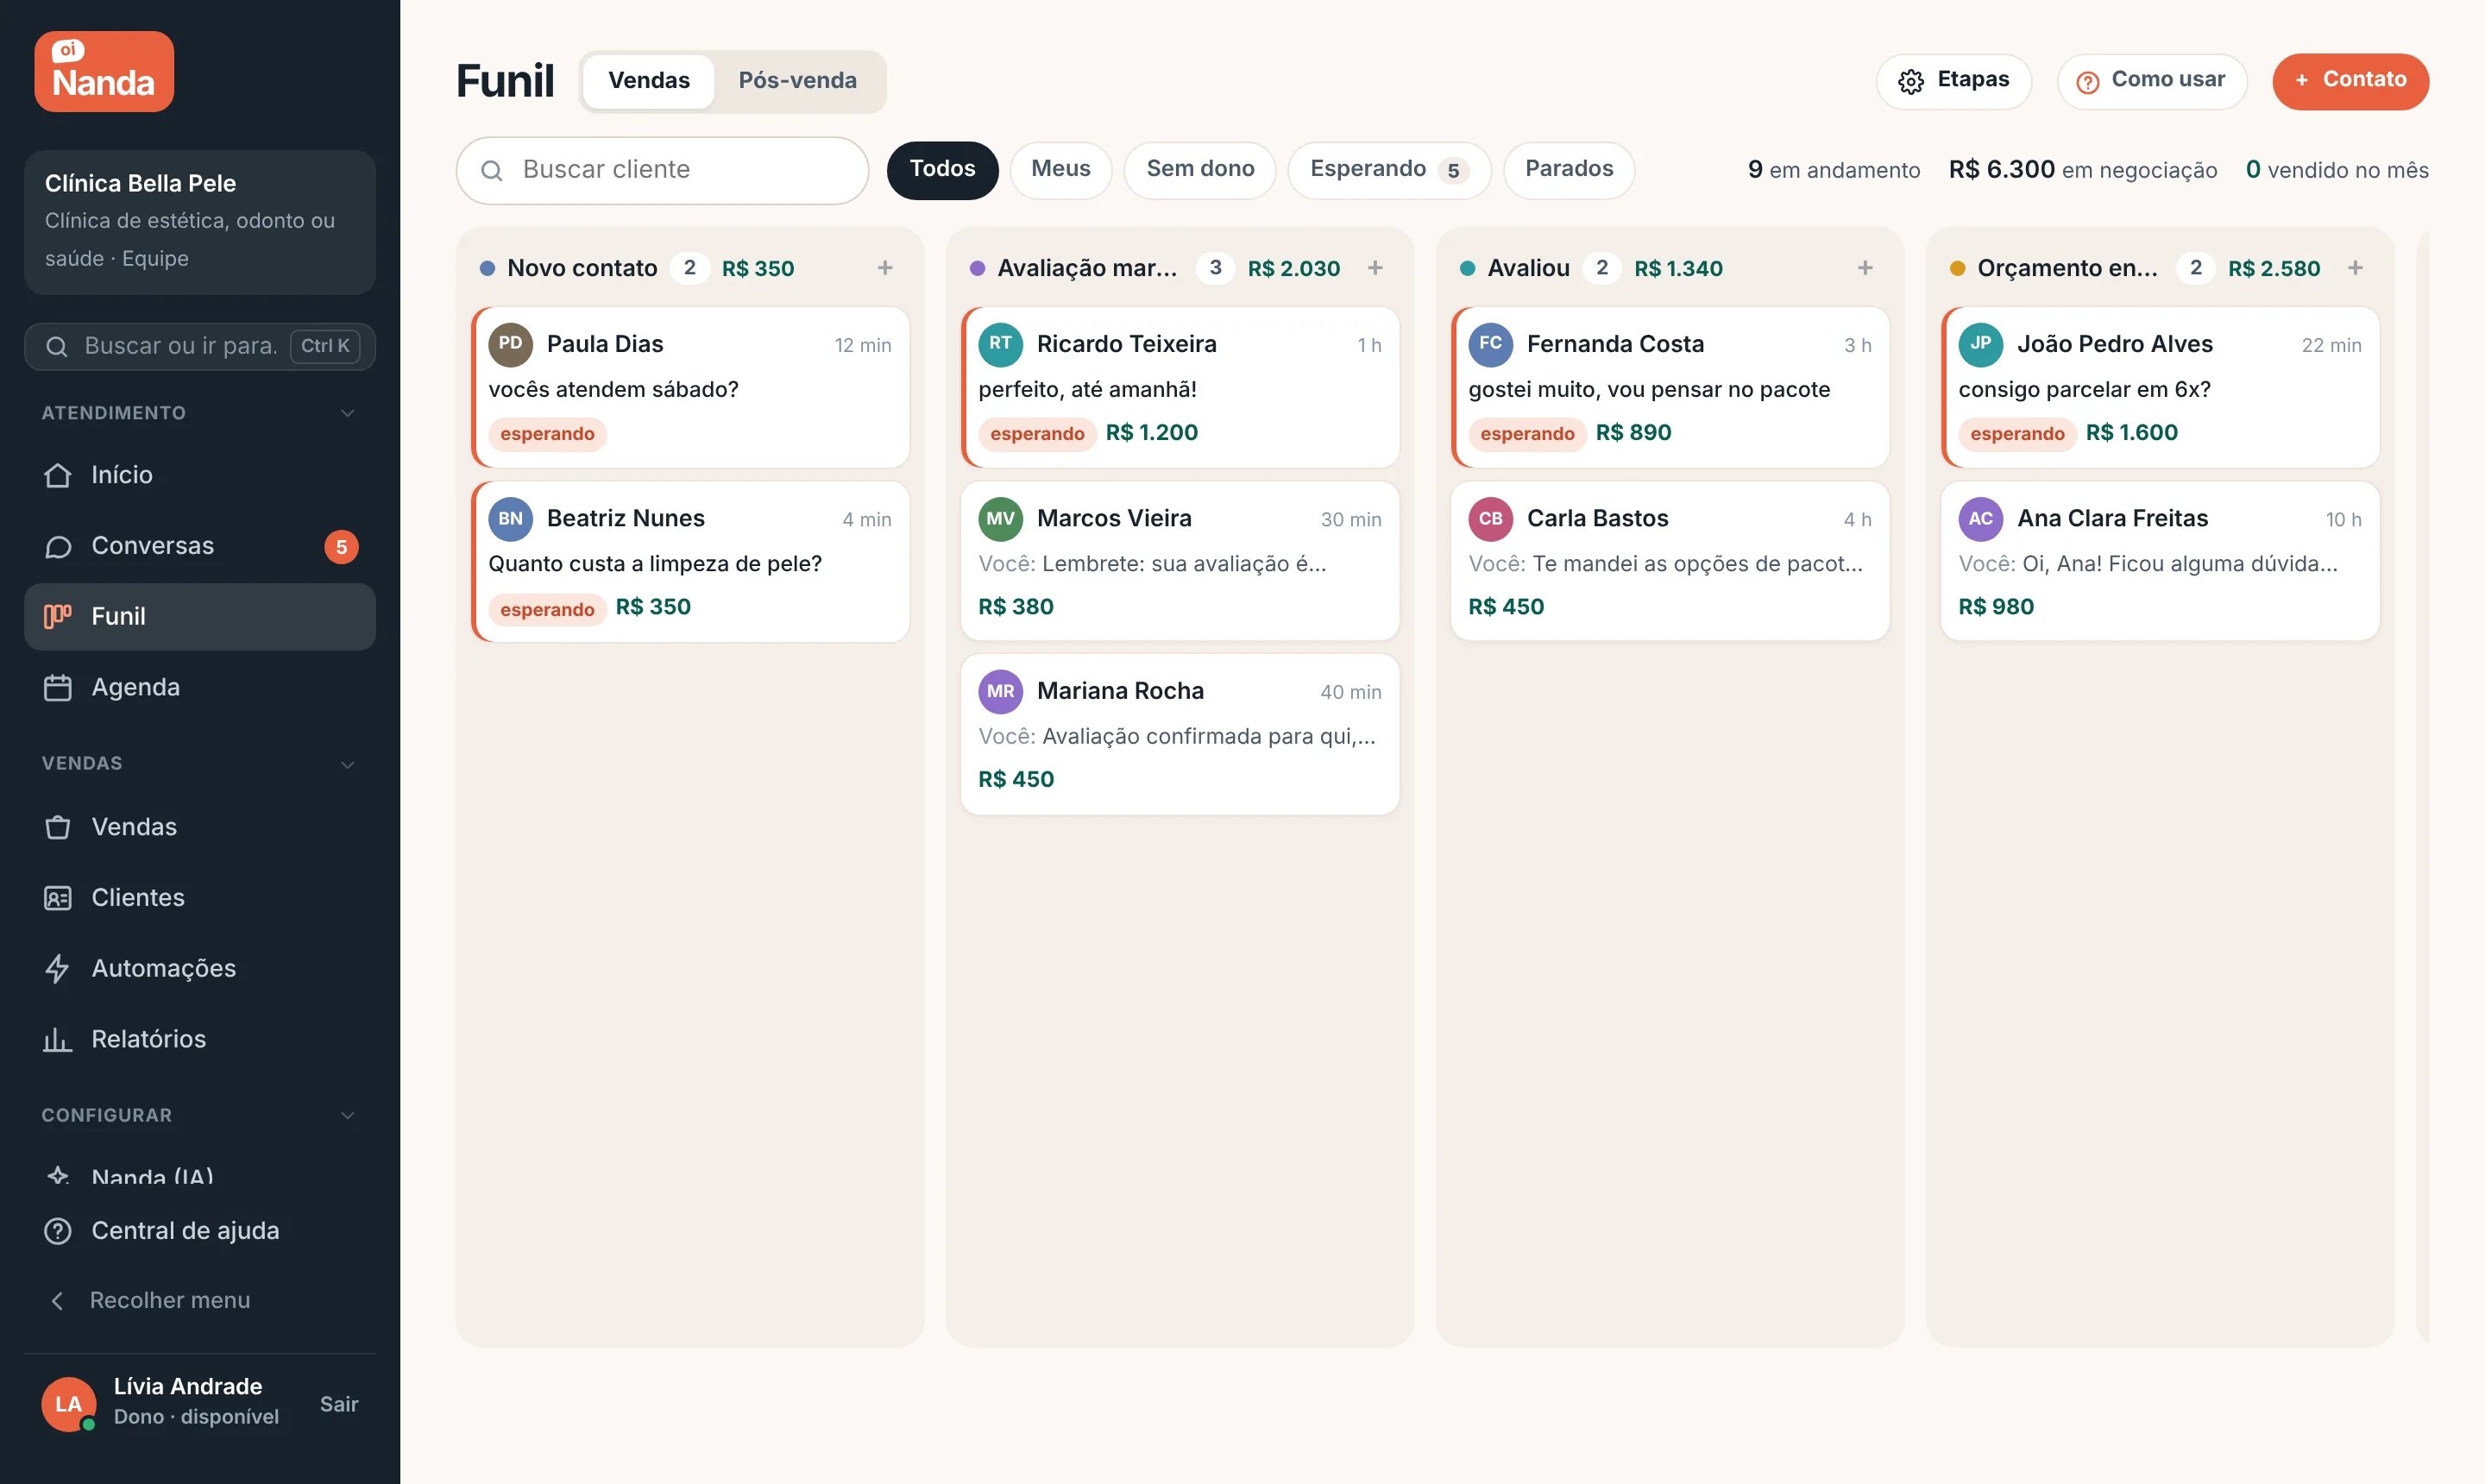 oi
Nanda
Clínica Bella Pele
Clínica de estética, odonto ou
saúde · Equipe
Buscar ou ir para.
Ctrl K
ATENDIMENTO
Início
Conversas 5
Funil
Agenda
VENDAS
Vendas
Clientes
Automações
Relatórios
CONFIGURAR
Nanda (IA)
Central de ajuda
Recolher menu
LA
Lívia Andrade
Dono · disponível
Sair
Funil
Vendas
Pós-venda
Etapas
Como usar
+ Contato
Buscar cliente
Todos
Meus
Sem dono
Esperando 5
Parados
9 em andamento
R$ 6.300 em negociação
0 vendido no mês
Novo contato 2 R$ 350 +
PD Paula Dias 12 min
vocês atendem sábado?
esperando
BN Beatriz Nunes 4 min
Quanto custa a limpeza de pele?
esperando R$ 350
Avaliação mar... 3 R$ 2.030 +
RT Ricardo Teixeira 1 h
perfeito, até amanhã!
esperando R$ 1.200
MV Marcos Vieira 30 min
Você: Lembrete: sua avaliação é...
R$ 380
MR Mariana Rocha 40 min
Você: Avaliação confirmada para qui,...
R$ 450
Avaliou 2 R$ 1.340 +
FC Fernanda Costa 3 h
gostei muito, vou pensar no pacote
esperando R$ 890
CB Carla Bastos 4 h
Você: Te mandei as opções de pacot...
R$ 450
Orçamento en... 2 R$ 2.580 +
JP João Pedro Alves 22 min
consigo parcelar em 6x?
esperando R$ 1.600
AC Ana Clara Freitas 10 h
Você: Oi, Ana! Ficou alguma dúvida...
R$ 980